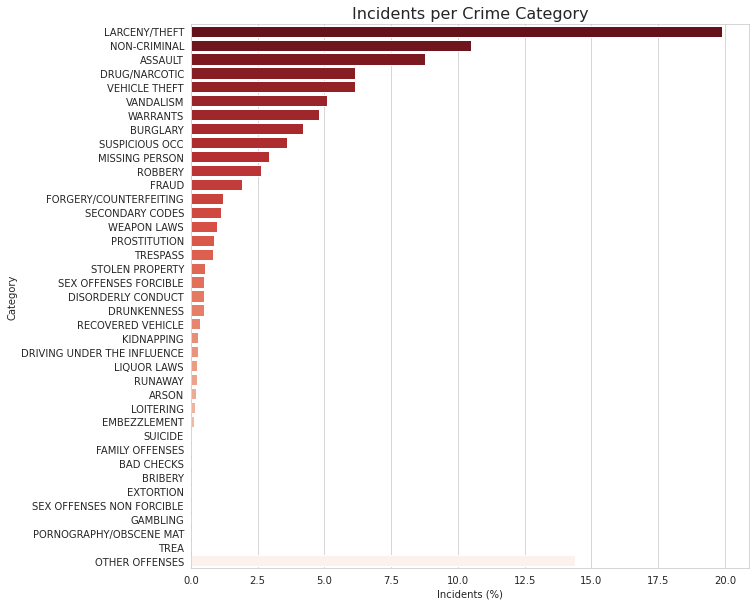 Incidents per Crime Category
LARCENY/THEFT
NON-CRIMINAL
ASSAULT
DRUG/NARCOTIC
VEHICLE THEFT
VANDALISM
WARRANTS
BURGLARY
SUSPICIOUS OCC
MISSING PERSON
ROBBERY
FRAUD
FORGERY/COUNTERFEITING
SECONDARY CODES
WEAPON LAWS
PROSTITUTION
TRESPASS
STOLEN PROPERTY
SEX OFFENSES FORCIBLE
DISORDERLY CONDUCT
DRUNKENNESS
RECOVERED VEHICLE
KIDNAPPING
DRIVING UNDER THE INFLUENCE
LIQUOR LAWS
RUNAWAY
ARSON
LOITERING
EMBEZZLEMENT
SUICIDE
FAMILY OFFENSES
BAD CHECKS
BRIBERY
EXTORTION
SEX OFFENSES NON FORCIBLE
GAMBLING
PORNOGRAPHY/OBSCENE MAT
TREA
OTHER OFFENSES
Category
0.0 2.5 5.0 7.5 10.0 12.5 15.0 17.5 20.0
Incidents (%)